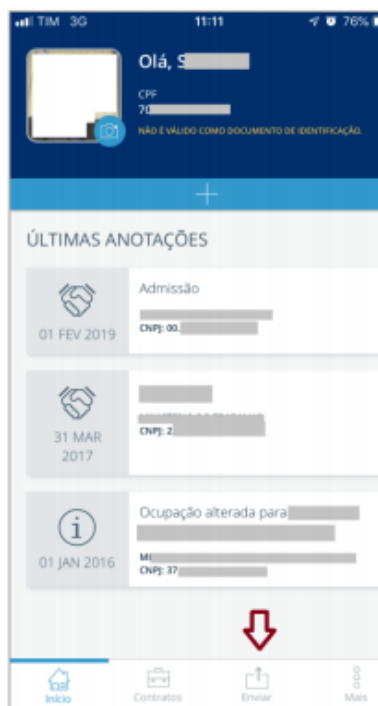 TIM 3G 11:11 76%
Olá, S
CPF
70
NÃO É VÁLIDO COMO DOCUMENTO DE IDENTIFICAÇÃO.
+
ÚLTIMAS ANOTAÇÕES
Admissão
CNPJ: 00.
01 FEV 2019
CNPJ: 2
31 MAR
2017
Ocupação alterada para
MI
CNPJ: 37
01 JAN 2016
Início Contratos Enviar Mais